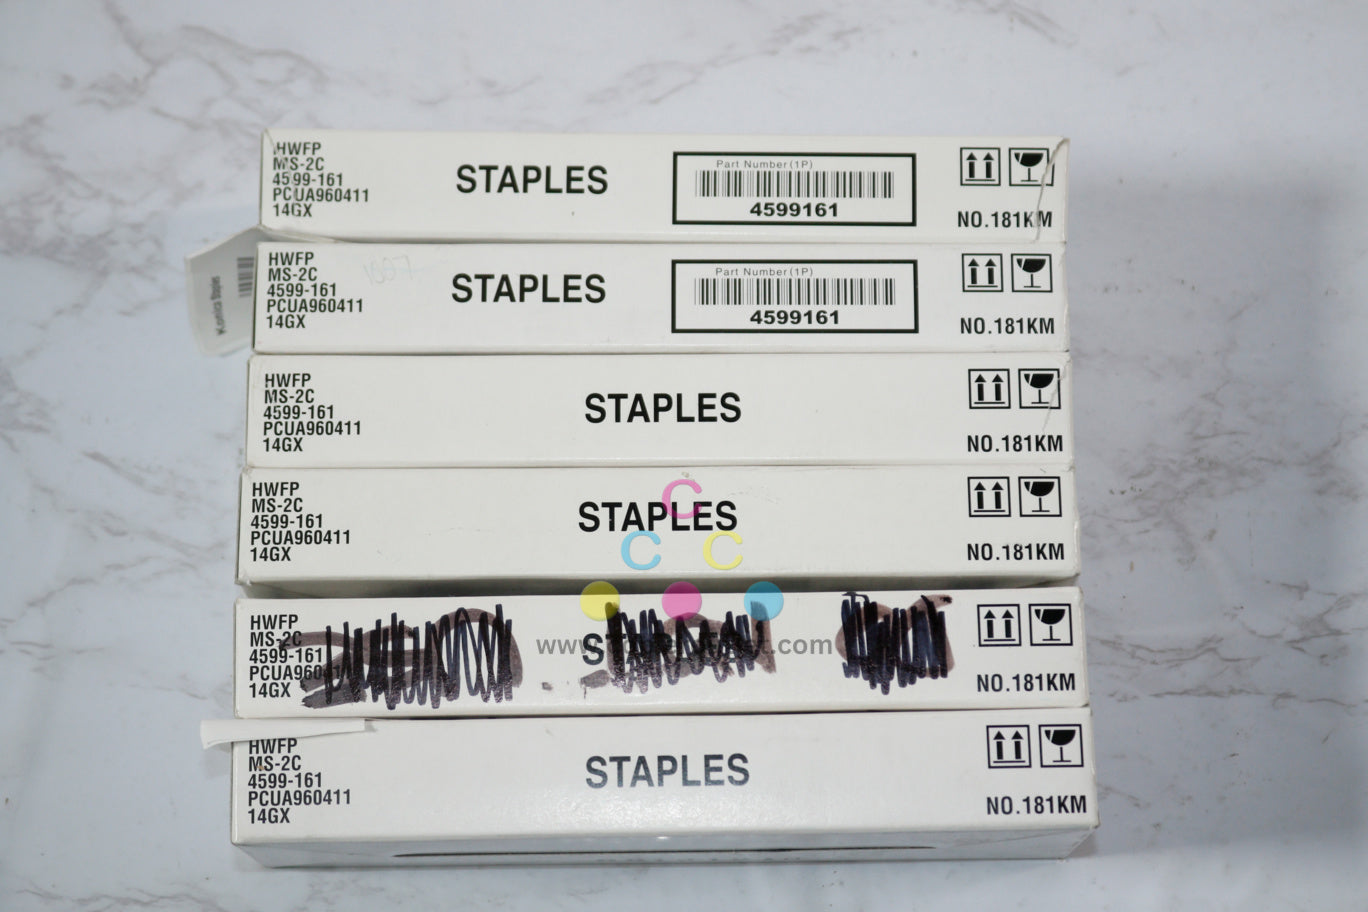 HWFP
MS-2C
4599-161
PCUA960411
14GX
STAPLES
Part Number (1P)
4599161
NO.181KM
HWFP
MS-2C
4599-161
PCUA960411
14GX
STAPLES
Part Number (1P)
4599161
NO.181KM
Konica Staples
HWFP
MS-2C
4599-161
PCUA960411
14GX
STAPLES
NO.181KM
HWFP
MS-2C
4599-161
PCUA960411
14GX
STAPLES
NO.181KM
C
C C
HWFP
MS-2C
4599-161
PCUA960411
14GX
NO.181KM
HWFP
MS-2C
4599-161
PCUA960411
14GX
STAPLES
NO.181KM